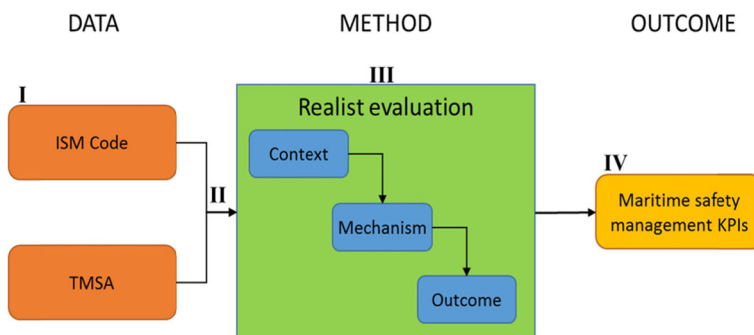 DATA
METHOD
OUTCOME
I
ISM Code
II
TMSA
III
Realist evaluation
Context
Mechanism
Outcome
IV
Maritime safety
management KPIs